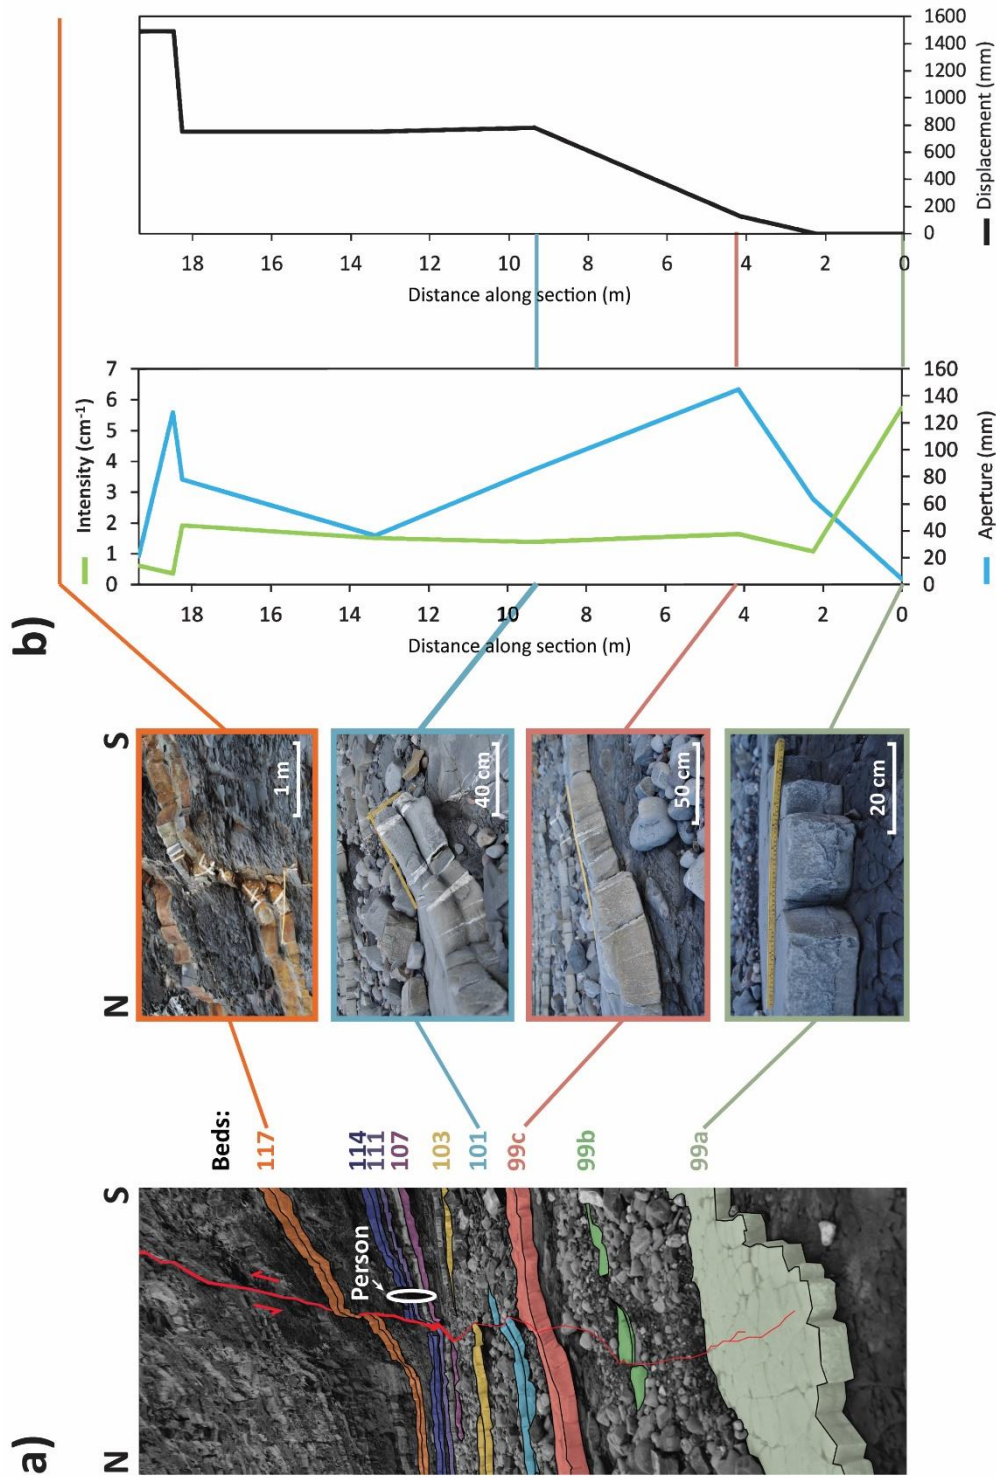 a)
N
S
Person
Beds:
117
114
111
107
103
101
99c
99b
99a
N
S
1 m
40 cm
50 cm
20 cm
b)
Intensity (cm⁻¹)
7
6
5
4
3
2
1
0
18 16 14 12 10 8 6 4 2 0
Distance along section (m)
160
140
120
100
80
60
40
20
0
Aperture (mm)
18 16 14 12 10 8 6 4 2 0
Distance along section (m)
1600
1400
1200
1000
800
600
400
200
0
Displacement (mm)